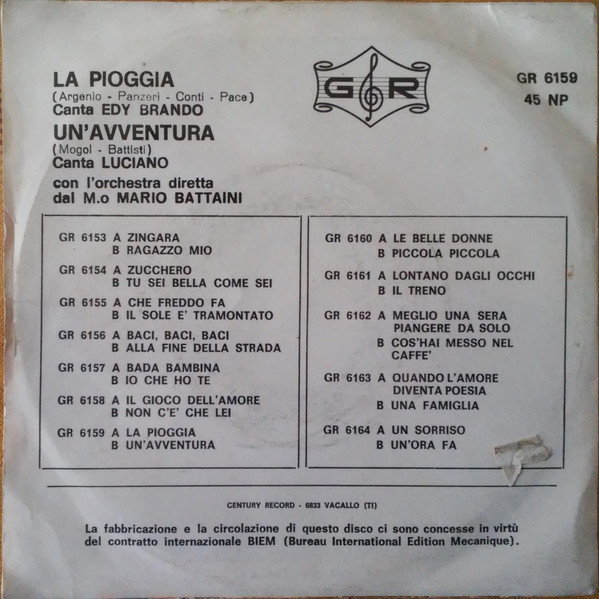 LA PIOGGIA
(Argenio - Panzeri - Conti - Pace)
Canta EDY BRANDO
UN'AVVENTURA
(Mogol - Battisti)
Canta LUCIANO
con l'orchestra diretta
dal M.o MARIO BATTAINI
G R
GR 6159
45 NP
GR 6153 A ZINGARA
B RAGAZZO MIO
GR 6154 A ZUCCHERO
B TU SEI BELLA COME SEI
GR 6155 A CHE FREDDO FA
B IL SOLE E' TRAMONTATO
GR 6156 A BACI, BACI, BACI
B ALLA FINE DELLA STRADA
GR 6157 A BADA BAMBINA
B IO CHE HO TE
GR 6158 A IL GIOCO DELL'AMORE
B NON C'E' CHE LEI
GR 6159 A LA PIOGGIA
B UN'AVVENTURA
GR 6160 A LE BELLE DONNE
B PICCOLA PICCOLA
GR 6161 A LONTANO DAGLI OCCHI
B IL TRENO
GR 6162 A MEGLIO UNA SERA
PIANGERE DA SOLO
B COS'HAI MESSO NEL
CAFFE'
GR 6163 A QUANDO L'AMORE
DIVENTA POESIA
B UNA FAMIGLIA
GR 6164 A UN SORRISO
B UN'ORA FA
CENTURY RECORD - 6833 VACALLO (TI)
La fabbricazione e la circolazione di questo disco ci sono concesse in virtù
del contratto internazionale BIEM (Bureau International Edition Mecanique).